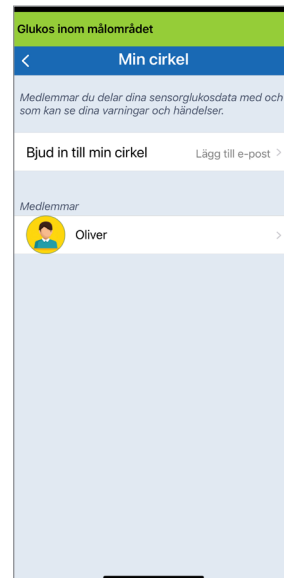 Glukos inom målområdet
Min cirkel
Medlemmar du delar dina sensorglukosdata med och
som kan se dina varningar och händelser.
Bjud in till min cirkel Lägg till e-post
Medlemmar
Oliver